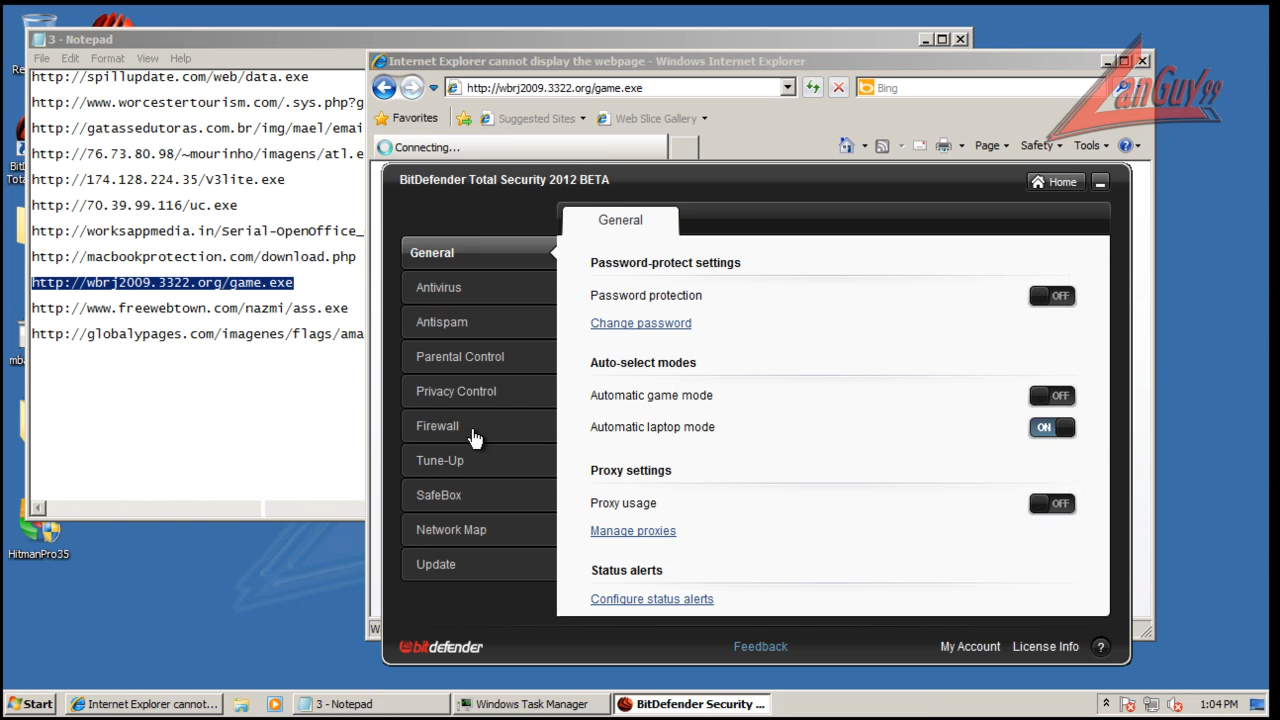 3 - Notepad
File Edit Format View Help
http://spillupdate.com/web/data.exe
http://www.worcestertourism.com/.sys.php?g
http://gatassedutoras.com.br/img/mael/emai
http://76.73.80.98/~mourinho/imagens/atl.e
http://174.128.224.35/v3lite.exe
http://70.39.99.116/uc.exe
http://worksappmedia.in/Serial-OpenOffice_
http://macbookprotection.com/download.php
http://wbrj2009.3322.org/game.exe
http://www.freewebtown.com/nazmi/ass.exe
http://globalypages.com/imagenes/flags/ama
HitmanPro35
Internet Explorer cannot display the webpage - Windows Internet Explorer
http://wbrj2009.3322.org/game.exe
Bing
Favorites Suggested Sites Web Slice Gallery
Connecting...
Page Safety Tools
anGuy99
BitDefender Total Security 2012 BETA
Home
General
Antivirus
Antispam
Parental Control
Privacy Control
Firewall
Tune-Up
SafeBox
Network Map
Update
General
Password-protect settings
Password protection OFF
Change password
Auto-select modes
Automatic game mode OFF
Automatic laptop mode ON
Proxy settings
Proxy usage OFF
Manage proxies
Status alerts
Configure status alerts
bitdefender
Feedback
My Account License Info ?
Start Internet Explorer cannot... 3 - Notepad Windows Task Manager BitDefender Security ... 1:04 PM